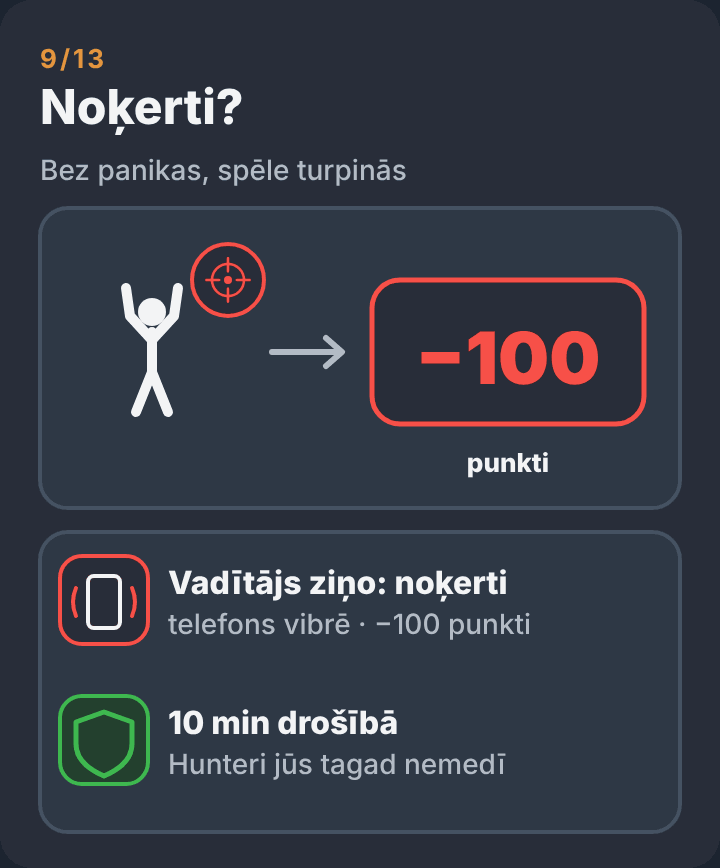 9/13
Noķerti?
Bez panikas, spēle turpinās
−100
punkti
Vadītājs ziņo: noķerti
telefons vibrē · −100 punkti
10 min drošībā
Hunteri jūs tagad nemedī